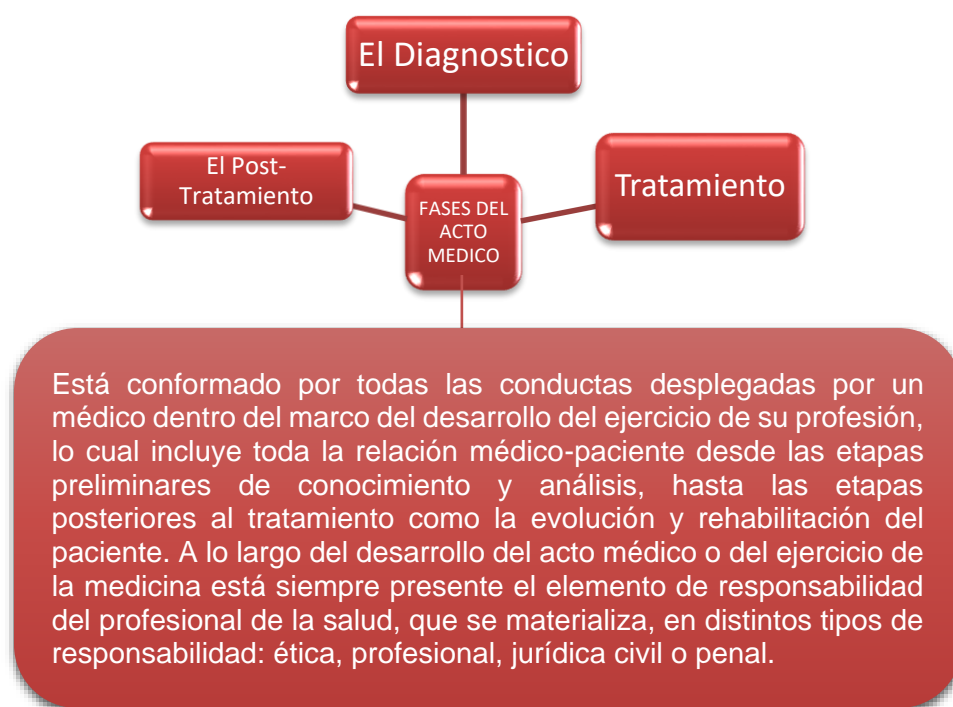 El Diagnostico
El Post-
Tratamiento
Tratamiento
FASES DEL
ACTO
MEDICO
Está conformado por todas las conductas desplegadas por un
médico dentro del marco del desarrollo del ejercicio de su profesión,
lo cual incluye toda la relación médico-paciente desde las etapas
preliminares de conocimiento y análisis, hasta las etapas
posteriores al tratamiento como la evolución y rehabilitación del
paciente. A lo largo del desarrollo del acto médico o del ejercicio de
la medicina está siempre presente el elemento de responsabilidad
del profesional de la salud, que se materializa, en distintos tipos de
responsabilidad: ética, profesional, jurídica civil o penal.